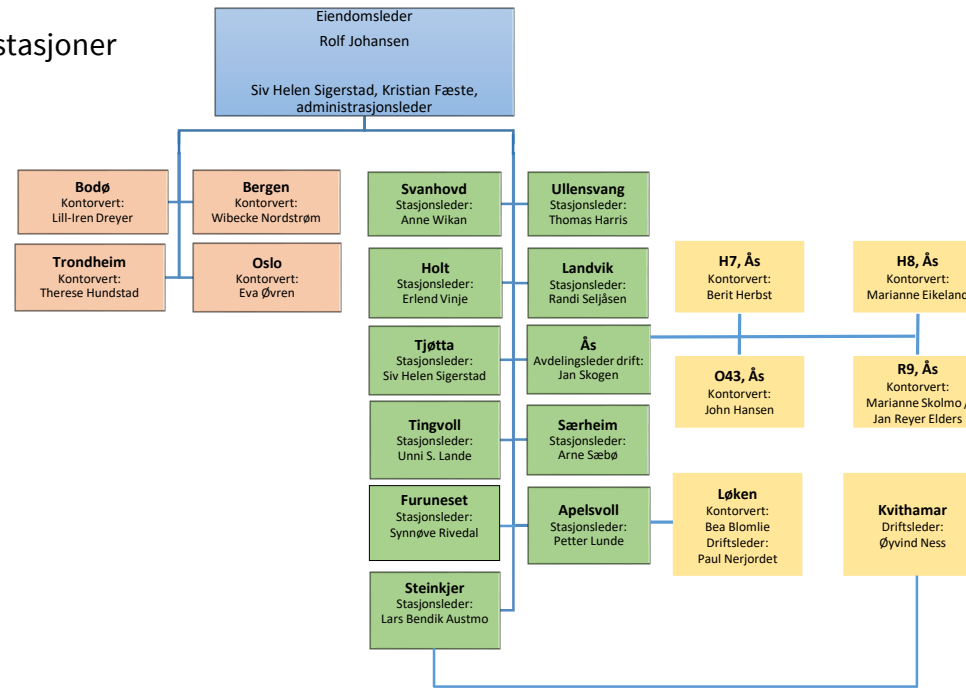 Eiendomsleder
Rolf Johansen
stasjoner
Siv Helen Sigerstad, Kristian Fæste,
administrasjonsleder
Bodø
Kontorvert:
Lill-Iren Dreyer
Bergen
Kontorvert:
Wibecke Nordstrøm
Trondheim
Kontorvert:
Therese Hundstad
Oslo
Kontorvert:
Eva Øvren
Svanhovd
Stasjonsleder:
Anne Wikan
Ullensvang
Stasjonsleder:
Thomas Harris
Holt
Stasjonsleder:
Erlend Vinje
Landvik
Stasjonsleder:
Randi Seljåsen
H7, Ås
Kontorvert:
Berit Herbst
H8, Ås
Kontorvert:
Marianne Eikeland
Tjøtta
Stasjonsleder:
Siv Helen Sigerstad
Ås
Avdelingsleder drift:
Jan Skogen
O43, Ås
Kontorvert:
John Hansen
R9, Ås
Kontorvert:
Marianne Skolmo /
Jan Reyer Elders
Tingvoll
Stasjonsleder:
Unni S. Lande
Særheim
Stasjonsleder:
Arne Sæbø
Furuneset
Stasjonsleder:
Synnøve Rivedal
Apelsvoll
Stasjonsleder:
Petter Lunde
Løken
Kontorvert:
Bea Blomlie
Driftsleder:
Paul Nerjordet
Kvithamar
Driftsleder:
Øyvind Ness
Steinkjer
Stasjonsleder:
Lars Bendik Austmo